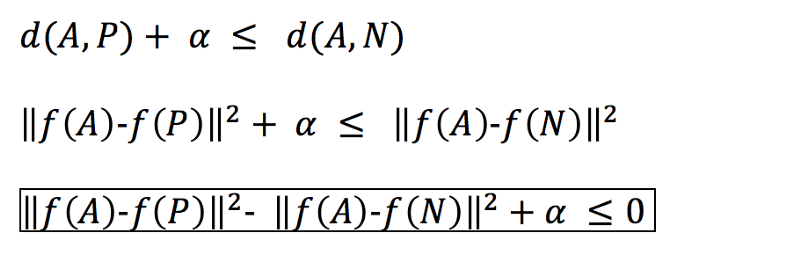 d(A,P) + α ≤ d(A,N)
‖f(A)-f(P)‖² + α ≤ ‖f(A)-f(N)‖²
‖f(A)-f(P)‖²- ‖f(A)-f(N)‖² + α ≤ 0